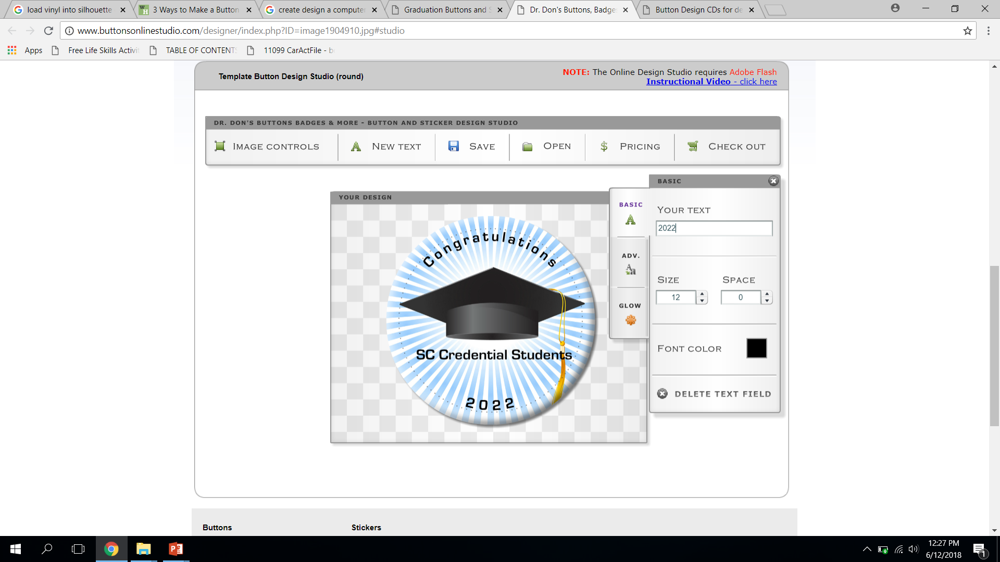 load vinyl into silhouette
3 Ways to Make a Button
create design a computer
Graduation Buttons and S
Dr. Don's Buttons, Badge
Button Design CDs for de
www.buttonsonlinestudio.com/designer/index.php?ID=image1904910.jpg#studio
Apps
Free Life Skills Activit
TABLE OF CONTENTS
11099 CarActFile - b
Template Button Design Studio (round)
NOTE: The Online Design Studio requires Adobe Flash
Instructional Video - click here
DR. DON'S BUTTONS BADGES & MORE - BUTTON AND STICKER DESIGN STUDIO
IMAGE CONTROLS
NEW TEXT
SAVE
OPEN
PRICING
CHECK OUT
YOUR DESIGN
Congratulations
SC Credential Students
2022
BASIC
ADV.
GLOW
BASIC
YOUR TEXT
2022
SIZE
SPACE
12
0
FONT COLOR
DELETE TEXT FIELD
Buttons
Stickers
12:27 PM
6/12/2018
1